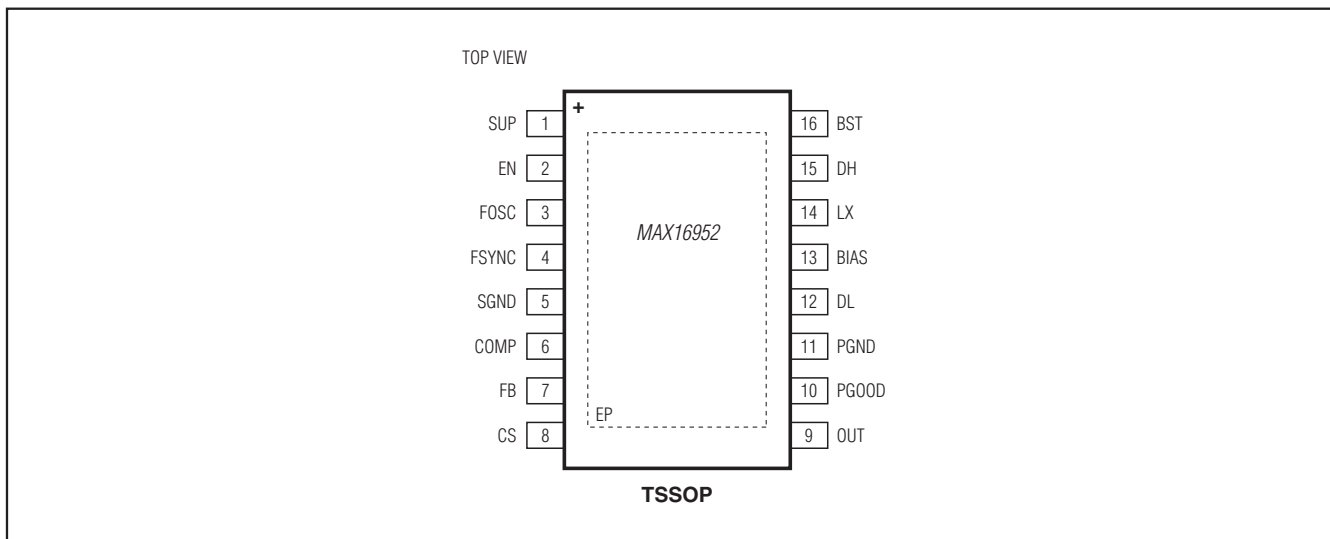 TOP VIEW
+
SUP 1 16 BST
EN 2 15 DH
FOSC 3 14 LX
MAX16952
FSYNC 4 13 BIAS
SGND 5 12 DL
COMP 6 11 PGND
FB 7 10 PGOOD
EP
CS 8 9 OUT
TSSOP